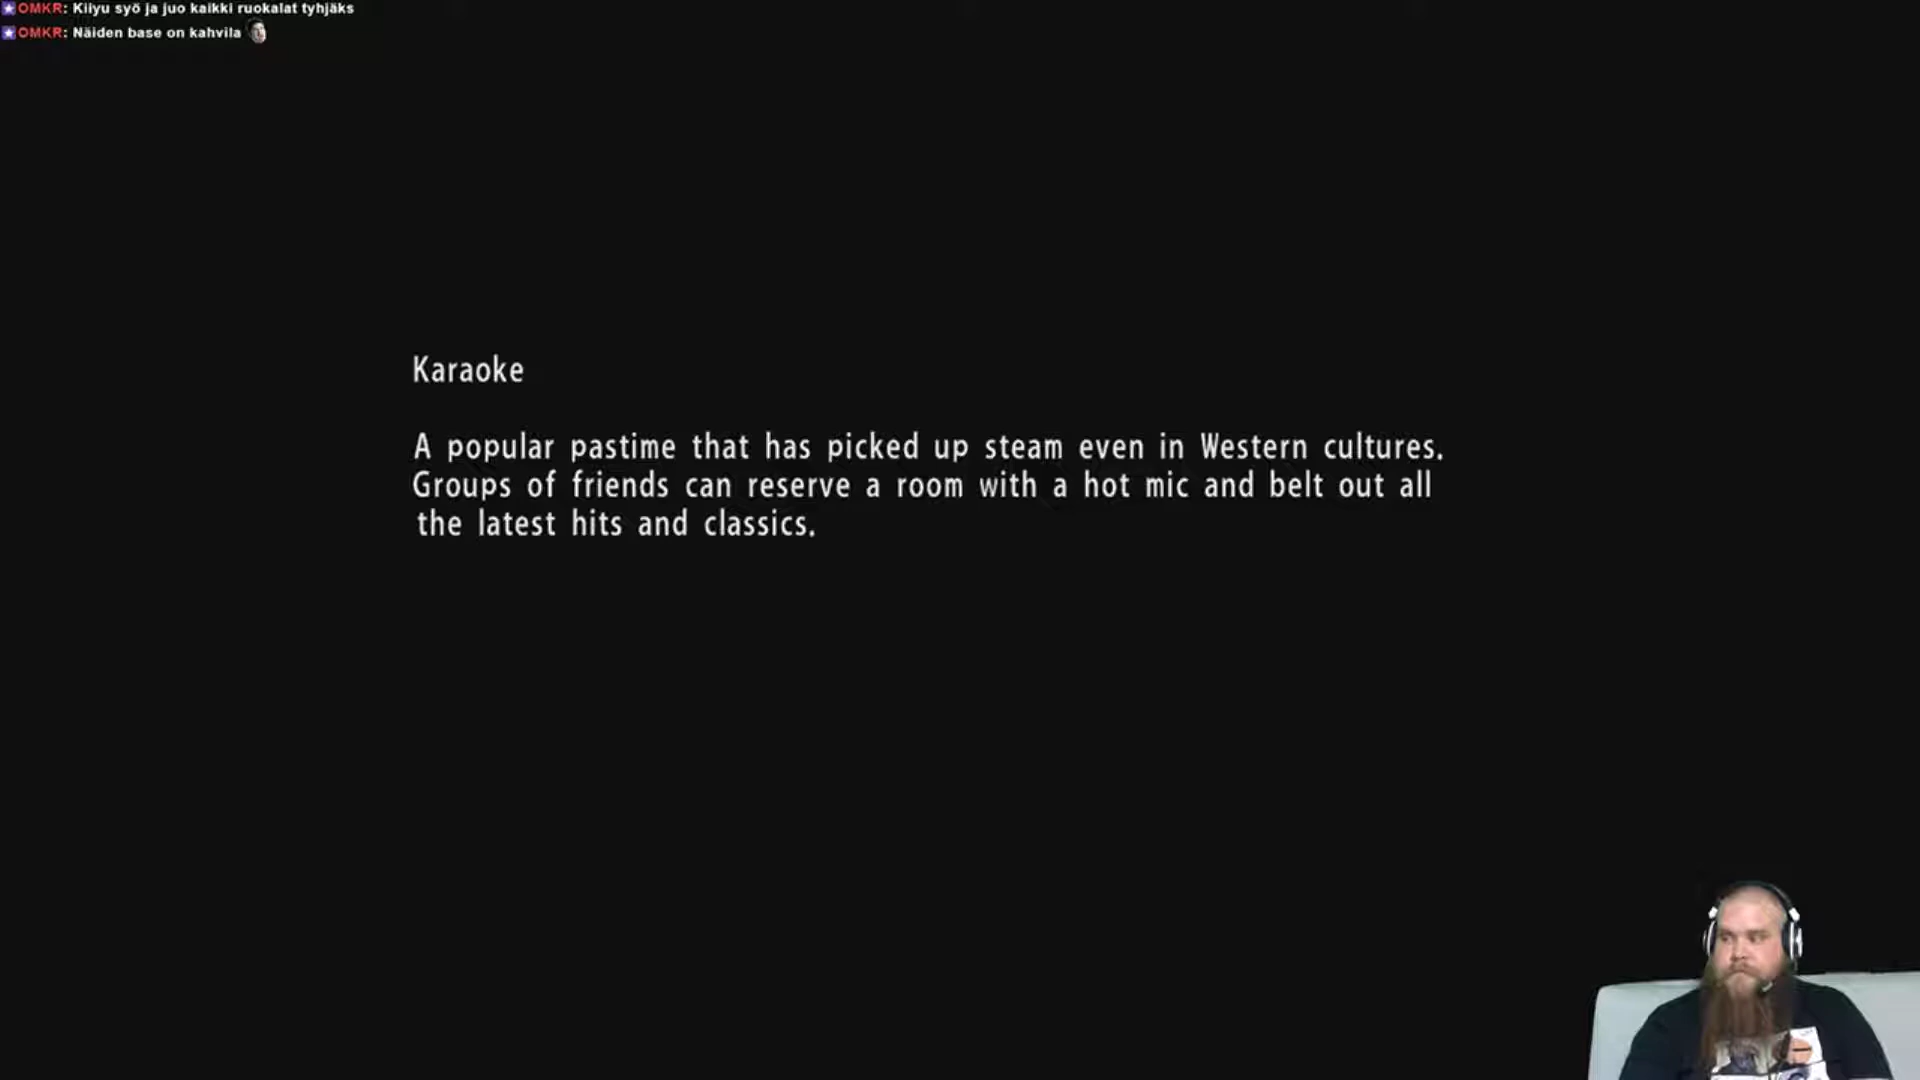 OMKR: Kiiyu syö ja juo kaikki ruokalat tyhjäks
OMKR: Näiden base on kahvila
Karaoke
A popular pastime that has picked up steam even in Western cultures.
Groups of friends can reserve a room with a hot mic and belt out all
the latest hits and classics.